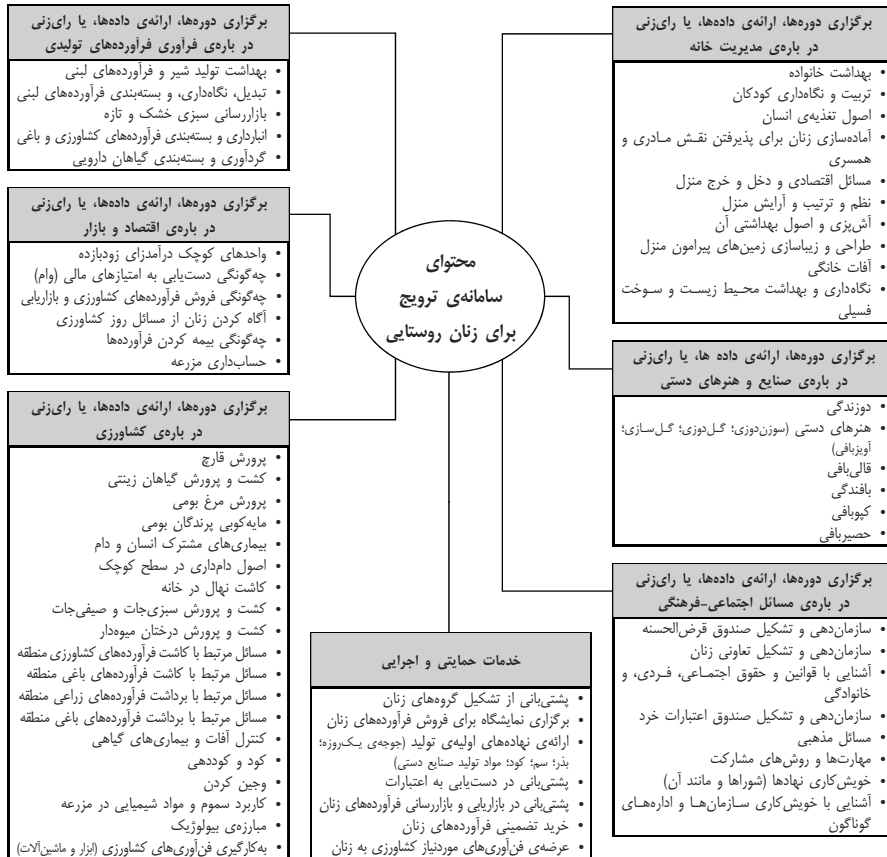 برگزاری دوره‌ها، ارائه‌ی داده‌ها، یا رای‌زنی
در باره‌ی مدیریت خانه
• بهداشت خانواده
• تربیت و نگاه‌داری کودکان
• اصول تغذیه‌ی انسان
• آماده‌سازی زنان برای پذیرفتن نقش مادری و
همسری
• مسائل اقتصادی و دخل و خرج منزل
• نظم و ترتیب و آرایش منزل
• آش‌پزی و اصول بهداشتی آن
• طراحی و زیباسازی زمین‌های پیرامون منزل
• آفات خانگی
• نگاه‌داری و بهداشت محیط زیست و سوخت
فسیلی
برگزاری دوره‌ها، ارائه‌ی داده ها، یا رای‌زنی
در باره‌ی صنایع و هنرهای دستی
• دوزندگی
• هنرهای دستی (سوزن‌دوزی؛ گل‌دوزی؛ گل‌سازی؛
آویزبافی)
• قالی‌بافی
• بافندگی
• کپوبافی
• حصیربافی
برگزاری دوره‌ها، ارائه‌ی داده‌ها، یا رای‌زنی
در باره‌ی مسائل اجتماعی-فرهنگی
• سازمان‌دهی و تشکیل صندوق قرض‌الحسنه
• سازمان‌دهی و تشکیل تعاونی زنان
• آشنایی با قوانین و حقوق اجتماعی، فردی، و
خانوادگی
• سازمان‌دهی و تشکیل صندوق اعتبارات خرد
• مسائل مذهبی
• مهارت‌ها و روش‌های مشارکت
• خویش‌کاری نهادها (شوراها و مانند آن)
• آشنایی با خویش‌کاری سازمان‌ها و اداره‌های
گوناگون
محتوای
سامانه‌ی ترویج
برای زنان روستایی
خدمات حمایتی و اجرایی
• پشتی‌بانی از تشکیل گروه‌های زنان
• برگزاری نمایشگاه برای فروش فرآورده‌های زنان
• ارائه‌ی نهاده‌های اولیه‌ی تولید (جوجه‌ی یک‌روزه؛
بذر؛ سم؛ کود؛ مواد تولید صنایع دستی)
• پشتی‌بانی در دست‌یابی به اعتبارات
• پشتی‌بانی در بازاریابی و بازاررسانی فرآورده‌های زنان
• خرید تضمینی فرآورده‌های زنان
• عرضه‌ی فن‌آوری‌های موردنیاز کشاورزی به زنان
برگزاری دوره‌ها، ارائه‌ی داده‌ها، یا رای‌زنی
در باره‌ی فرآوری فرآورده‌های تولیدی
• بهداشت تولید شیر و فرآورده‌های لبنی
• تبدیل، نگاه‌داری، و بسته‌بندی فرآورده‌های لبنی
• بازاررسانی سبزی خشک و تازه
• انبارداری و بسته‌بندی فرآورده‌های کشاورزی و باغی
• گردآوری و بسته‌بندی گیاهان دارویی
برگزاری دوره‌ها، ارائه‌ی داده‌ها، یا رای‌زنی
در باره‌ی اقتصاد و بازار
• واحدهای کوچک درآمدزای زودبازده
• چه‌گونگی دست‌یابی به امتیازهای مالی (وام)
• چه‌گونگی فروش فرآورده‌های کشاورزی و بازاریابی
• آگاه کردن زنان از مسائل روز کشاورزی
• چه‌گونگی بیمه کردن فرآورده‌ها
• حساب‌داری مزرعه
برگزاری دوره‌ها، ارائه‌ی داده‌ها، یا رای‌زنی
در باره‌ی کشاورزی
• پرورش قارچ
• کشت و پرورش گیاهان زینتی
• پرورش مرغ بومی
• مایه‌کوبی پرندگان بومی
• بیماری‌های مشترک انسان و دام
• اصول دام‌داری در سطح کوچک
• کاشت نهال در خانه
• کشت و پرورش سبزی‌جات و صیفی‌جات
• کشت و پرورش درختان میوه‌دار
• مسائل مرتبط با کاشت فرآورده‌های کشاورزی منطقه
• مسائل مرتبط با کاشت فرآورده‌های باغی منطقه
• مسائل مرتبط با برداشت فرآورده‌های زراعی منطقه
• مسائل مرتبط با برداشت فرآورده‌های باغی منطقه
• کنترل آفات و بیماری‌های گیاهی
• کود و کوددهی
• وجین کردن
• کاربرد سموم و مواد شیمیایی در مزرعه
• مبارزه‌ی بیولوژیک
• به‌کارگیری فن‌آوری‌های کشاورزی (ابزار و ماشین‌آلات)